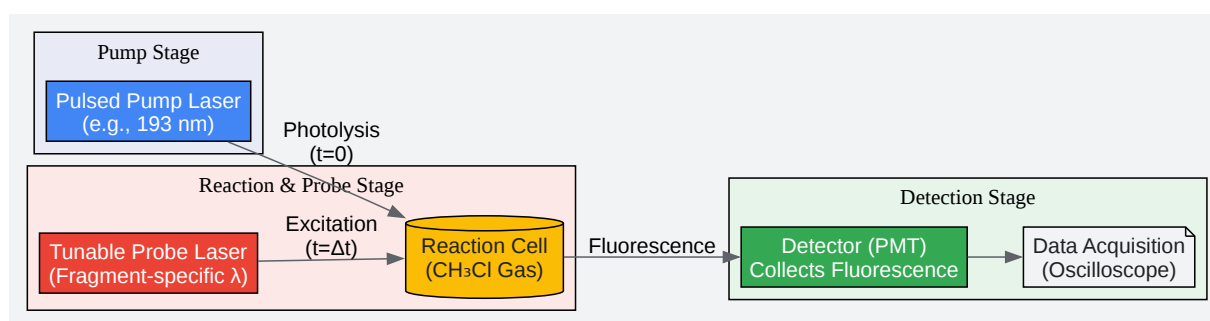 Pump Stage
Pulsed Pump Laser
(e.g., 193 nm)
Photolysis
(t=0)
Reaction & Probe Stage
Excitation
(t=Δt)
Tunable Probe Laser
(Fragment-specific λ)
Reaction Cell
(CH₃Cl Gas)
Fluorescence
Detection Stage
Detector (PMT)
Collects Fluorescence
Data Acquisition
(Oscilloscope)